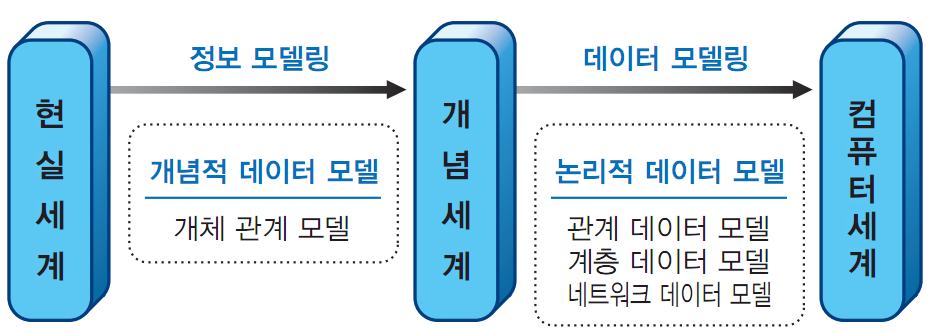 현실세계
정보 모델링
개념적 데이터 모델
개체 관계 모델
개념세계
데이터 모델링
논리적 데이터 모델
관계 데이터 모델
계층 데이터 모델
네트워크 데이터 모델
컴퓨터세계